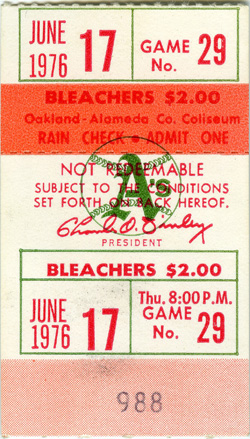 JUNE 17 GAME 29
1976 No.
BLEACHERS $2.00
Oakland-Alameda Co. Coliseum
RAIN CHECK • ADMIT ONE
A's
NOT REDEEMABLE
SUBJECT TO THE CONDITIONS
SET FORTH ON BACK HEREOF.
Charles O. Finley
PRESIDENT
BLEACHERS $2.00
JUNE 17 Thu. 8:00 P.M.
1976 GAME 29
No.
988